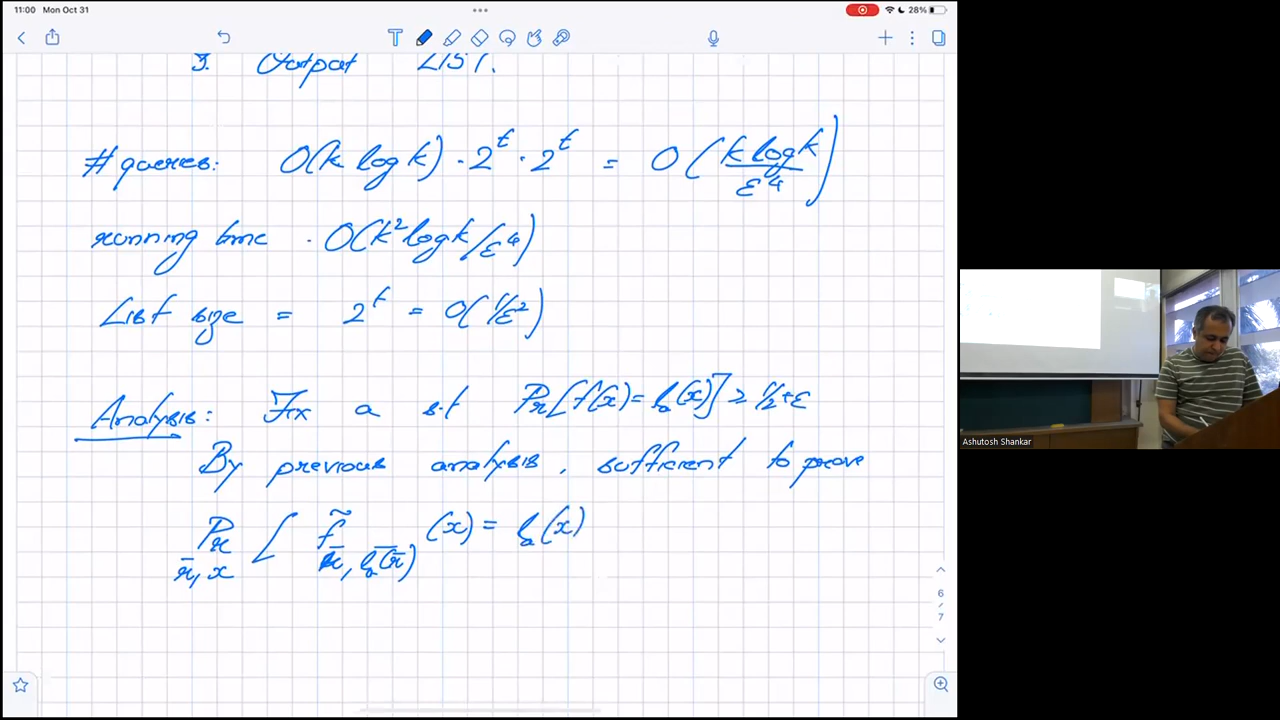 11:00 Mon Oct 31
28%
3. Output LIST.
# queries: O(k log k) · 2^t · 2^t = O(k log k / ε^4)
running time · O(k^2 log k / ε^4)
List size = 2^t = O(1/ε^2)
Analysis: Fix a s.t Pr[f(x) = l_a(x)] ≥ 1/2 + ε
By previous analysis, sufficient to prove
Pr_{r̄, x} [ f̃_{r̄, l_a(r̄)} (x) = l_a(x)
6
/
7
Ashutosh Shankar